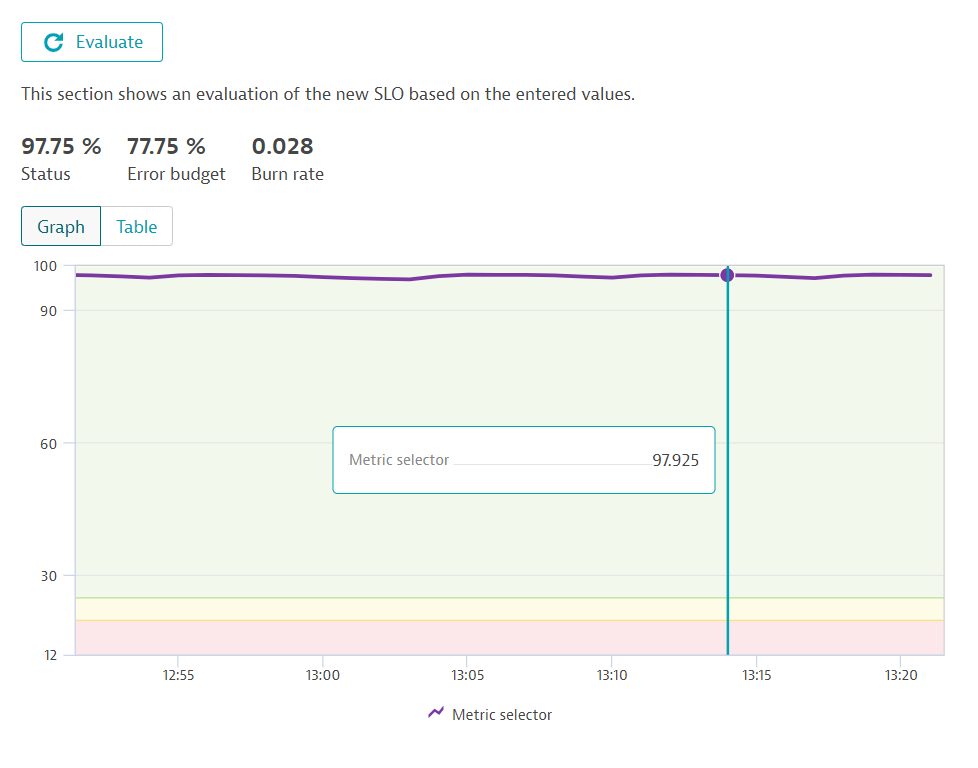 Evaluate
This section shows an evaluation of the new SLO based on the entered values.
97.75 % 77.75 % 0.028
Status Error budget Burn rate
Graph Table
100
90
60
Metric selector 97.925
30
12
12:55 13:00 13:05 13:10 13:15 13:20
Metric selector